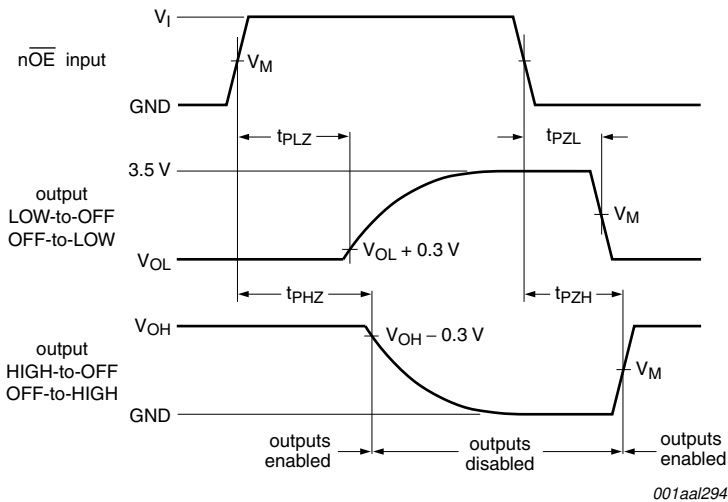 V_I
nOE input
V_M
GND
t_PLZ
t_PZL
3.5 V
output
LOW-to-OFF
OFF-to-LOW
V_M
V_OL + 0.3 V
V_OL
t_PHZ
t_PZH
V_OH
V_OH − 0.3 V
output
HIGH-to-OFF
OFF-to-HIGH
V_M
GND
outputs
enabled
outputs
disabled
outputs
enabled
001aal294